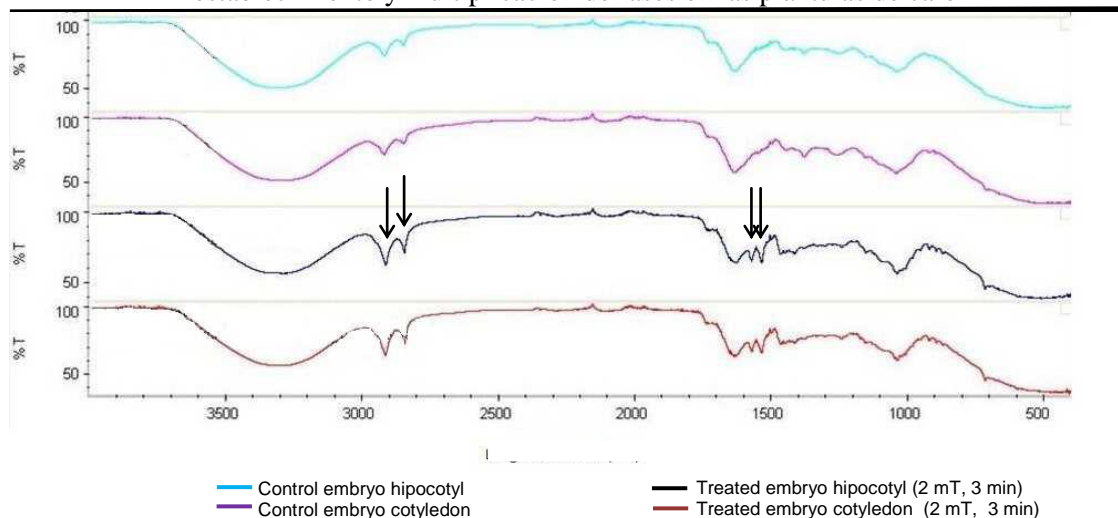 100
%T
50
100
%T
50
100
%T
50
100
%T
50
3500 3000 2500 2000 1500 1000 500
Control embryo hipocotyl
Control embryo cotyledon
Treated embryo hipocotyl (2 mT, 3 min)
Treated embryo cotyledon (2 mT, 3 min)